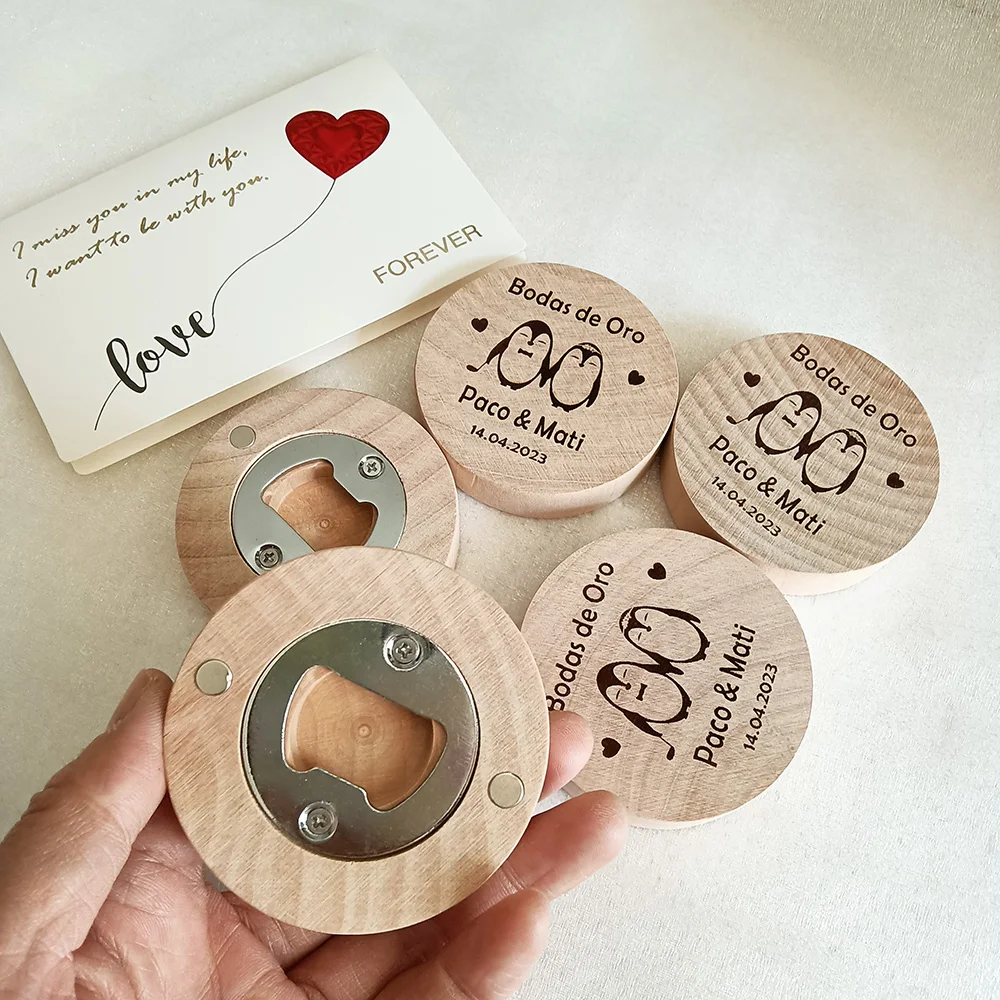 I miss you in my life,
I want to be with you.
FOREVER
love
Bodas de Oro
Paco & Mati
14.04.2023
Bodas de Oro
Paco & Mati
14.04.2023
Bodas de Oro
Paco & Mati
14.04.2023